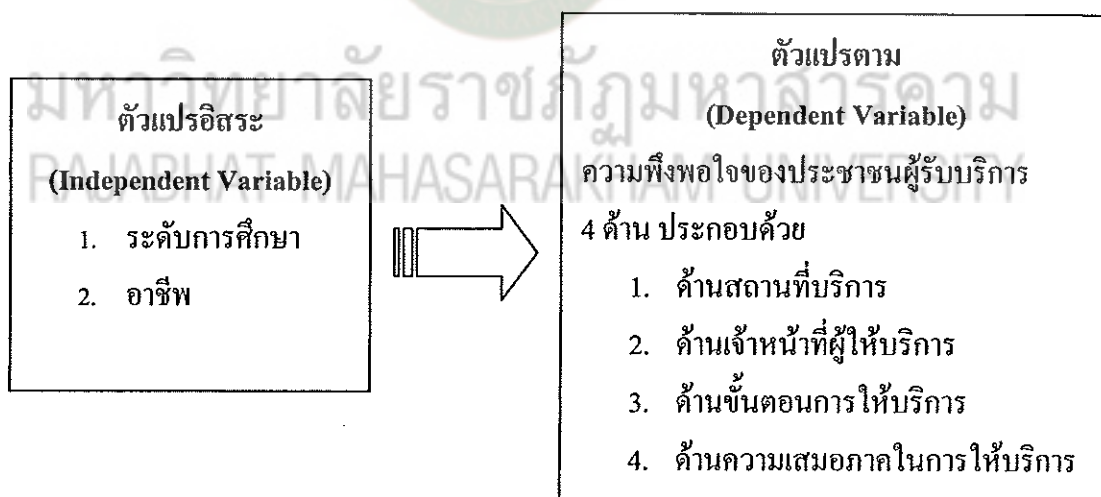 มหาวิทยาลัยราชภัฏมหาสารคาม
RAJABHAT MAHASARAKHAM UNIVERSITY
ตัวแปรอิสระ
(Independent Variable)
1. ระดับการศึกษา
2. อาชีพ
ตัวแปรตาม
(Dependent Variable)
ความพึงพอใจของประชาชนผู้รับบริการ
4 ด้าน ประกอบด้วย
1. ด้านสถานที่บริการ
2. ด้านเจ้าหน้าที่ผู้ให้บริการ
3. ด้านขั้นตอนการให้บริการ
4. ด้านความเสมอภาคในการให้บริการ